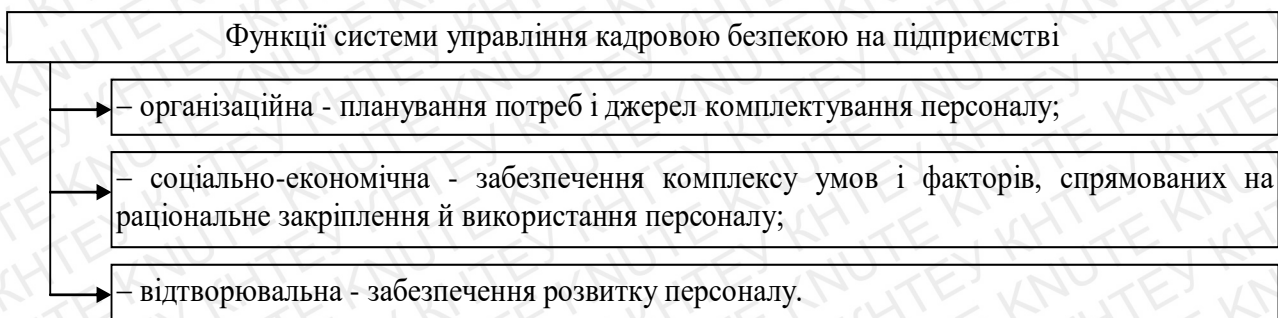 Функції системи управління кадровою безпекою на підприємстві
– організаційна - планування потреб і джерел комплектування персоналу;
– соціально-економічна - забезпечення комплексу умов і факторів, спрямованих на
раціональне закріплення й використання персоналу;
– відтворювальна - забезпечення розвитку персоналу.